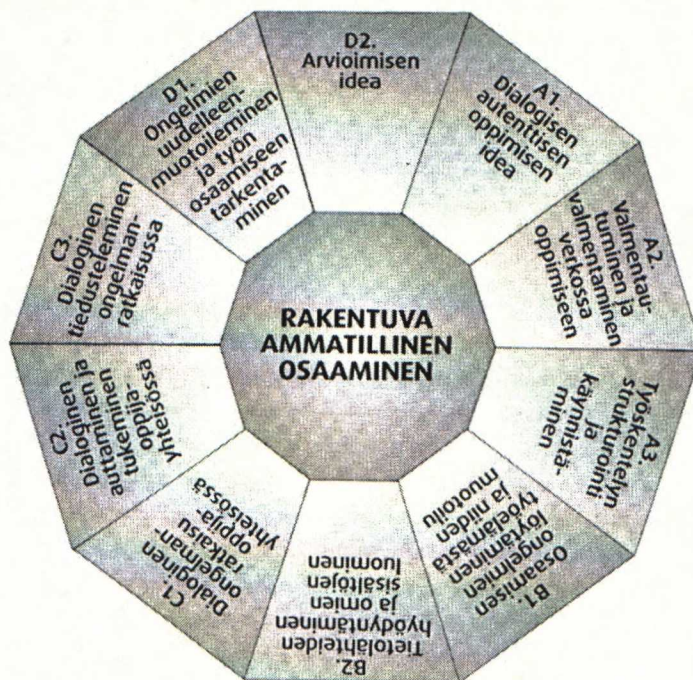 RAKENTUVA
AMMATILLINEN
OSAAMINEN
A1.
Dialogisen
autenttisen
oppimisen
idea
A2.
Valmentau-
tuminen ja
valmentaminen
verkossa
oppimiseen
A3.
Työskentelyn
strukturointi
ja
käynnistä-
minen
B1.
Osaamisen
ongelmien
löytäminen
työelämästä
ja niiden
muotoilu
B2.
Tietolähteiden
hyödyntäminen
ja omien
sisältöjen
luominen
C1.
Dialoginen
ongelman-
ratkaisu
oppija-
yhteisössä
C2.
Dialoginen
auttaminen ja
tukeminen
oppija-
yhteisössä
C3.
Dialoginen
tiedusteleminen
ongelman-
ratkaisussa
D1.
Ongelmien
uudelleen-
muotoileminen
ja työn
osaamiseen
tarkenta-
minen
D2.
Arvioimisen
idea